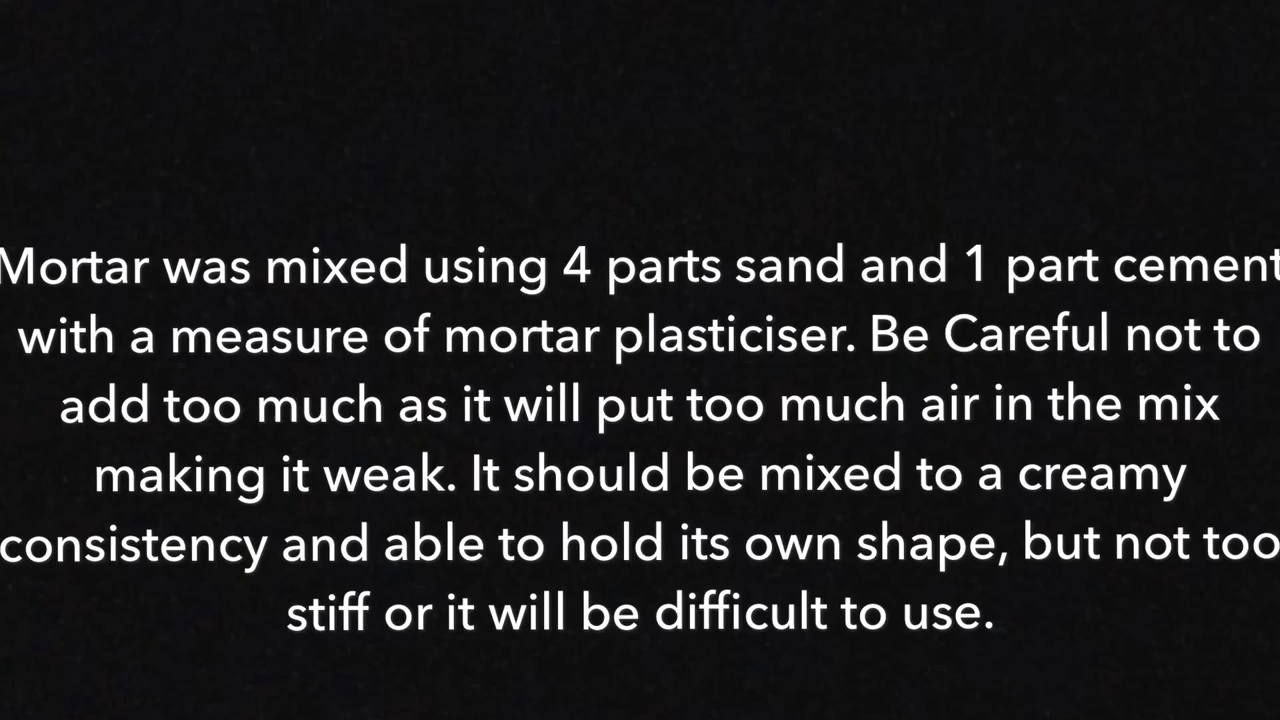 Mortar was mixed using 4 parts sand and 1 part cement
with a measure of mortar plasticiser. Be Careful not to
add too much as it will put too much air in the mix
making it weak. It should be mixed to a creamy
consistency and able to hold its own shape, but not too
stiff or it will be difficult to use.